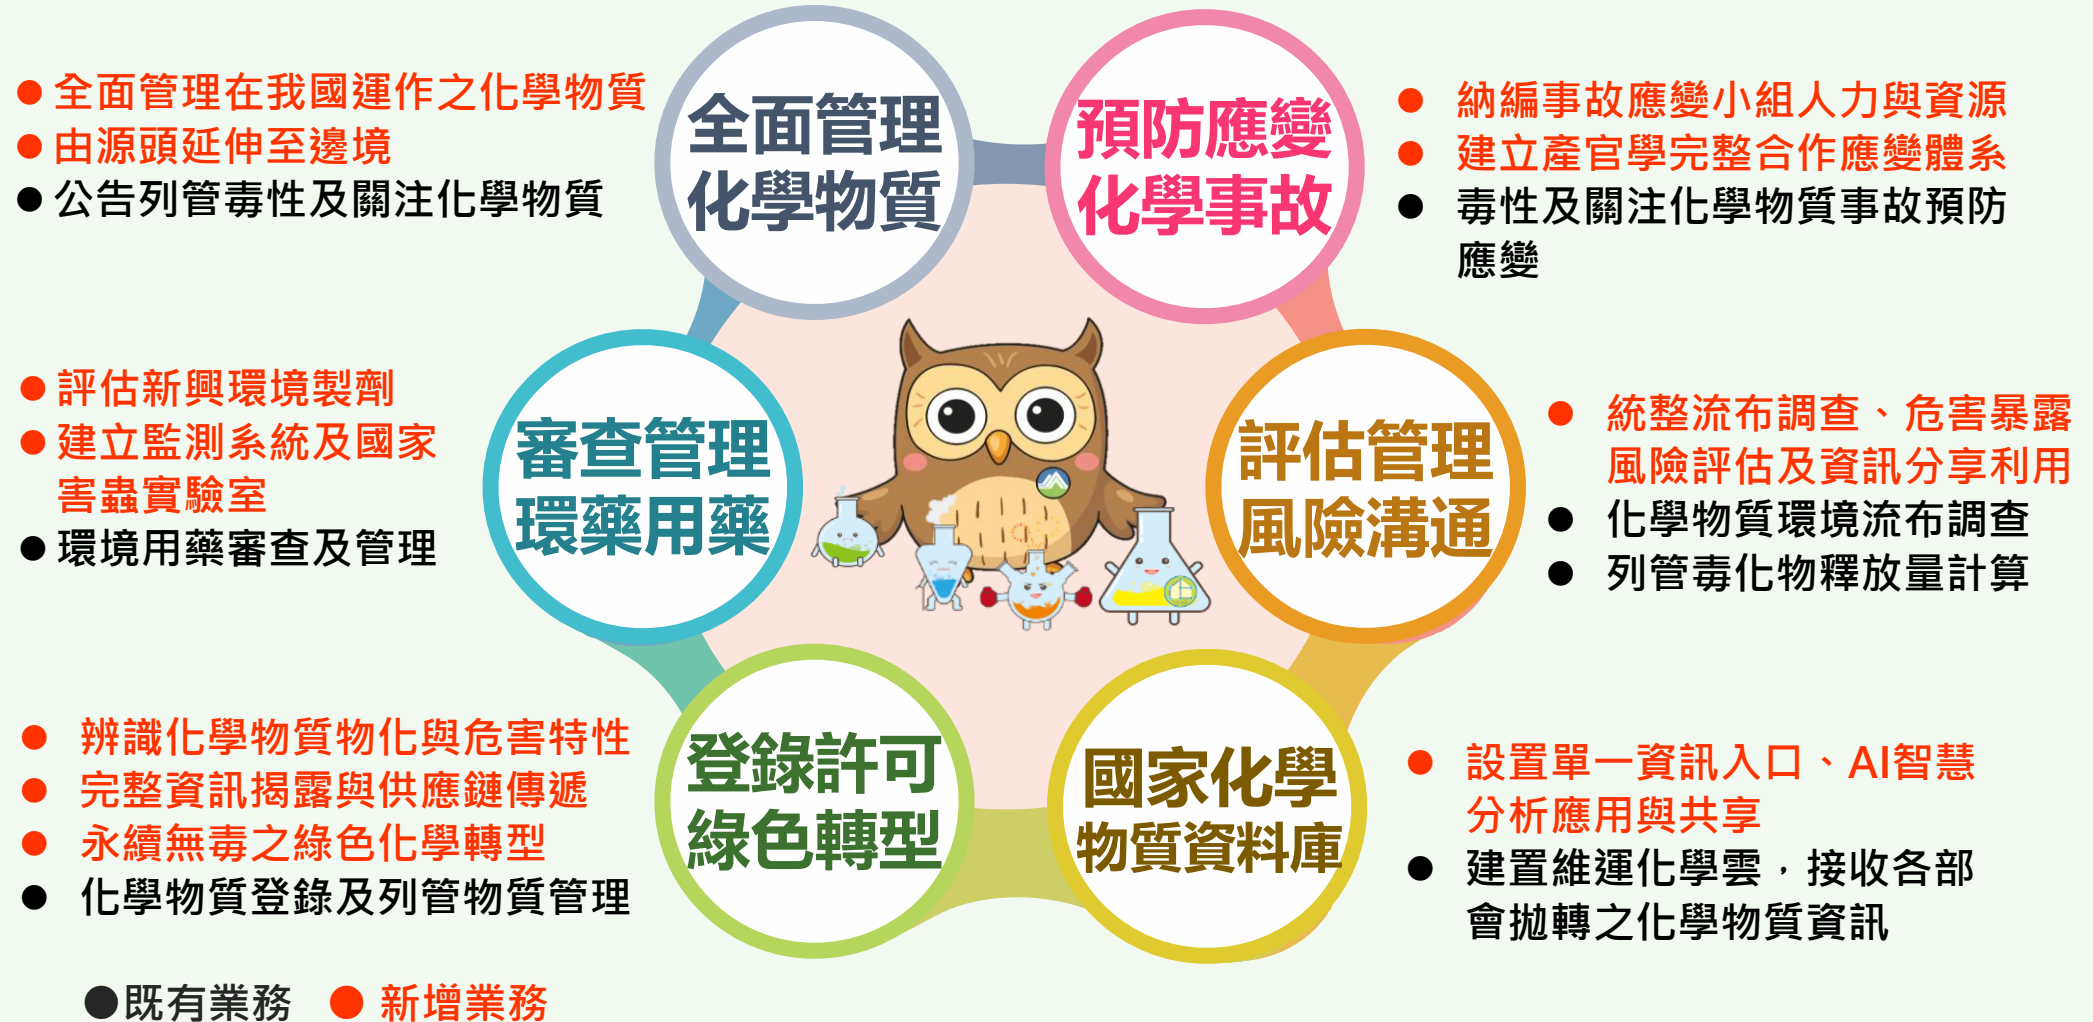 全面管理
化學物質
● 全面管理在我國運作之化學物質
● 由源頭延伸至邊境
● 公告列管毒性及關注化學物質
預防應變
化學事故
● 納編事故應變小組人力與資源
● 建立產官學完整合作應變體系
● 毒性及關注化學物質事故預防
應變
審查管理
環藥用藥
● 評估新興環境製劑
● 建立監測系統及國家
害蟲實驗室
● 環境用藥審查及管理
評估管理
風險溝通
● 統整流布調查、危害暴露
風險評估及資訊分享利用
● 化學物質環境流布調查
● 列管毒化物釋放量計算
登錄許可
綠色轉型
● 辨識化學物質物化與危害特性
● 完整資訊揭露與供應鏈傳遞
● 永續無毒之綠色化學轉型
● 化學物質登錄及列管物質管理
國家化學
物質資料庫
● 設置單一資訊入口、AI智慧
分析應用與共享
● 建置維運化學雲，接收各部
會拋轉之化學物質資訊
●既有業務 ● 新增業務